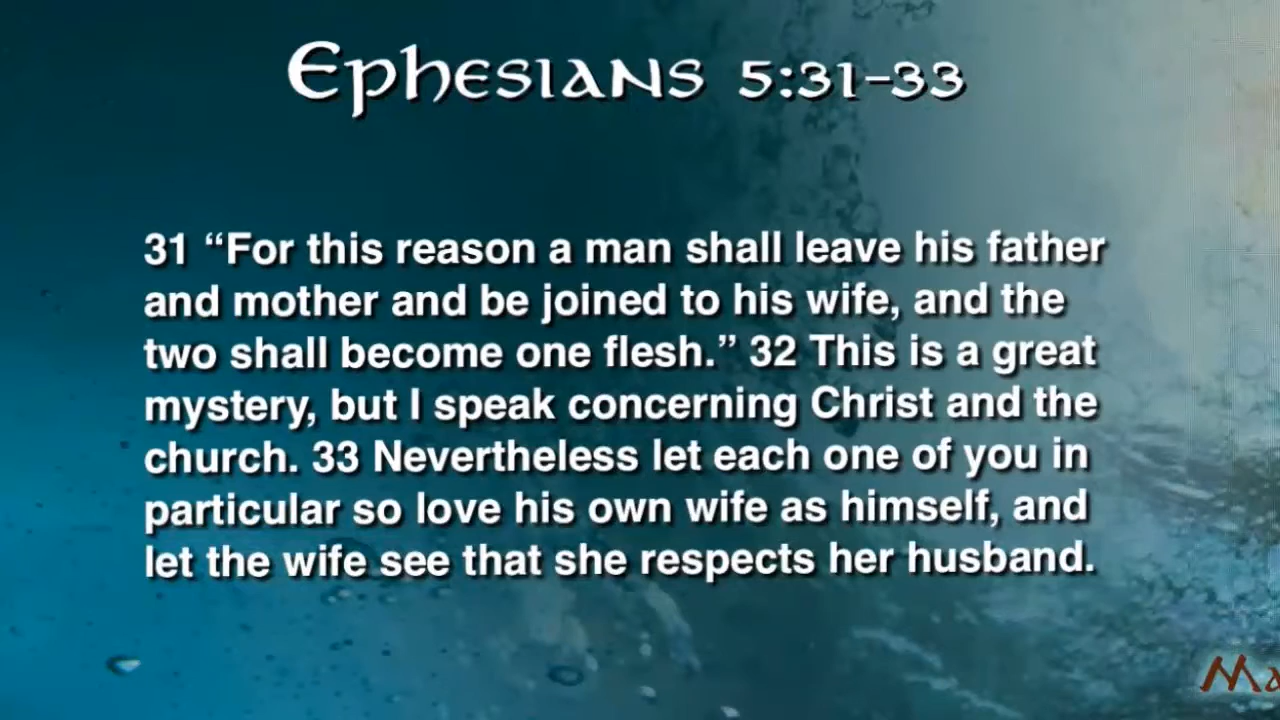 Ephesians 5:31-33
31 “For this reason a man shall leave his father
and mother and be joined to his wife, and the
two shall become one flesh.” 32 This is a great
mystery, but I speak concerning Christ and the
church. 33 Nevertheless let each one of you in
particular so love his own wife as himself, and
let the wife see that she respects her husband.